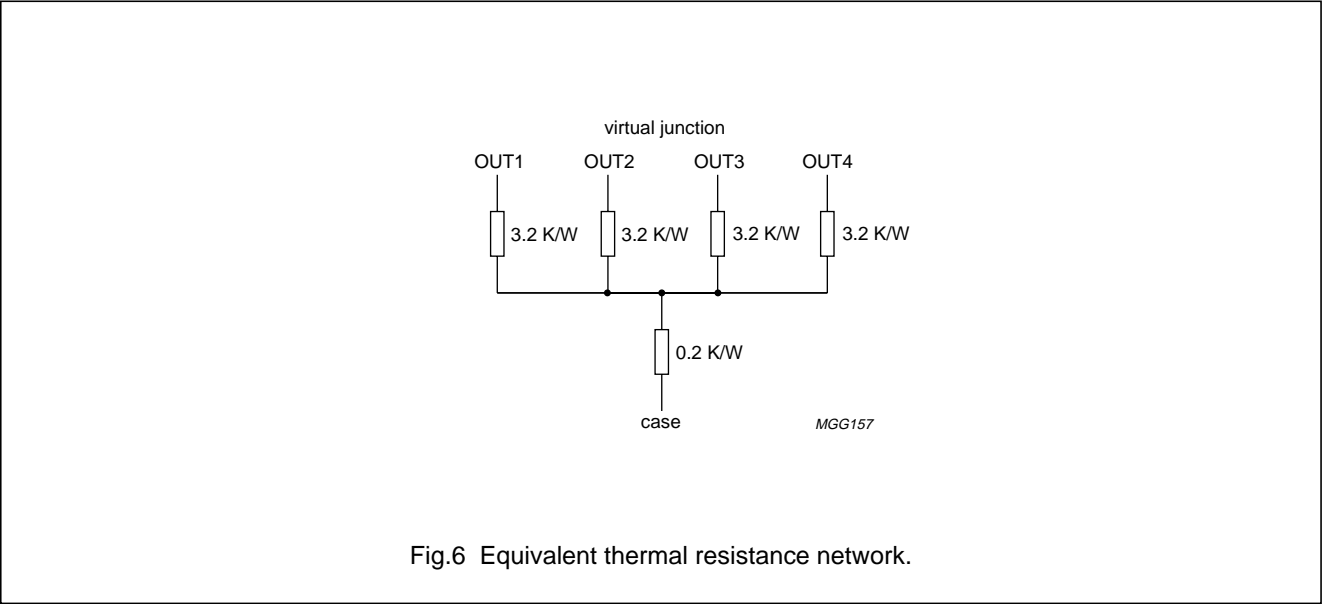 virtual junction
OUT1 OUT2 OUT3 OUT4
3.2 K/W 3.2 K/W 3.2 K/W 3.2 K/W
0.2 K/W
case
MGG157
Fig.6 Equivalent thermal resistance network.